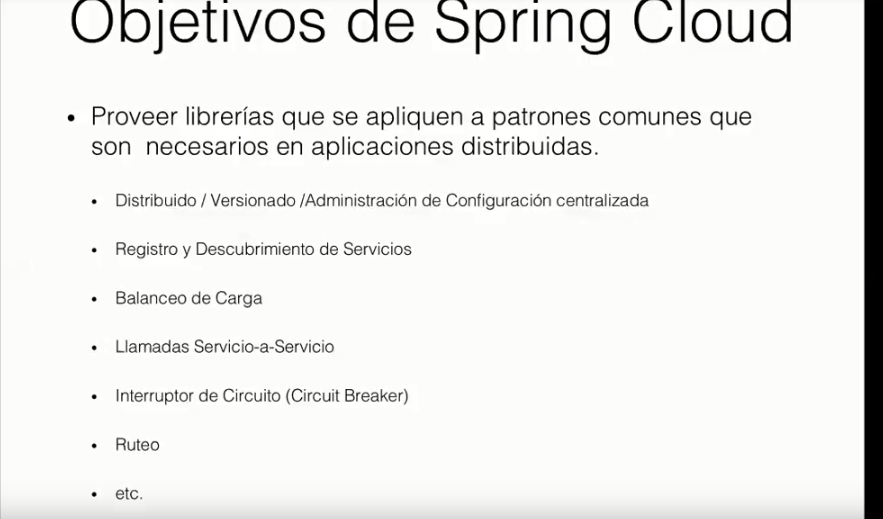 Objetivos de Spring Cloud
• Proveer librerías que se apliquen a patrones comunes que
son necesarios en aplicaciones distribuidas.
• Distribuido / Versionado /Administración de Configuración centralizada
• Registro y Descubrimiento de Servicios
• Balanceo de Carga
• Llamadas Servicio-a-Servicio
• Interruptor de Circuito (Circuit Breaker)
• Ruteo
• etc.